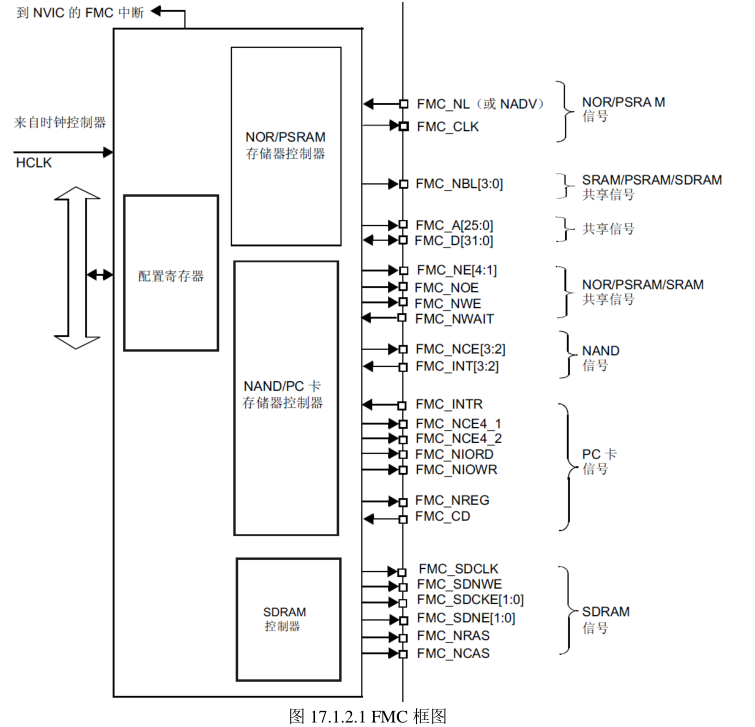 到 NVIC 的 FMC 中断
来自时钟控制器
HCLK
配置寄存器
NOR/PSRAM
存储器控制器
NAND/PC 卡
存储器控制器
SDRAM
控制器
FMC_NL（或 NADV）
FMC_CLK
NOR/PSRA M
信号
FMC_NBL[3:0]
SRAM/PSRAM/SDRAM
共享信号
FMC_A[25:0]
FMC_D[31:0]
共享信号
FMC_NE[4:1]
FMC_NOE
FMC_NWE
FMC_NWAIT
NOR/PSRAM/SRAM
共享信号
FMC_NCE[3:2]
FMC_INT[3:2]
NAND
信号
FMC_INTR
FMC_NCE4_1
FMC_NCE4_2
FMC_NIORD
FMC_NIOWR
FMC_NREG
FMC_CD
PC 卡
信号
FMC_SDCLK
FMC_SDNWE
FMC_SDCKE[1:0]
FMC_SDNE[1:0]
FMC_NRAS
FMC_NCAS
SDRAM
信号
图 17.1.2.1 FMC 框图